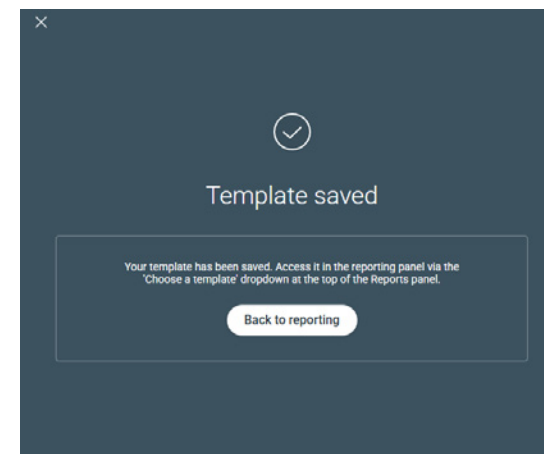 Template saved
Your template has been saved. Access it in the reporting panel via the
'Choose a template' dropdown at the top of the Reports panel.
Back to reporting